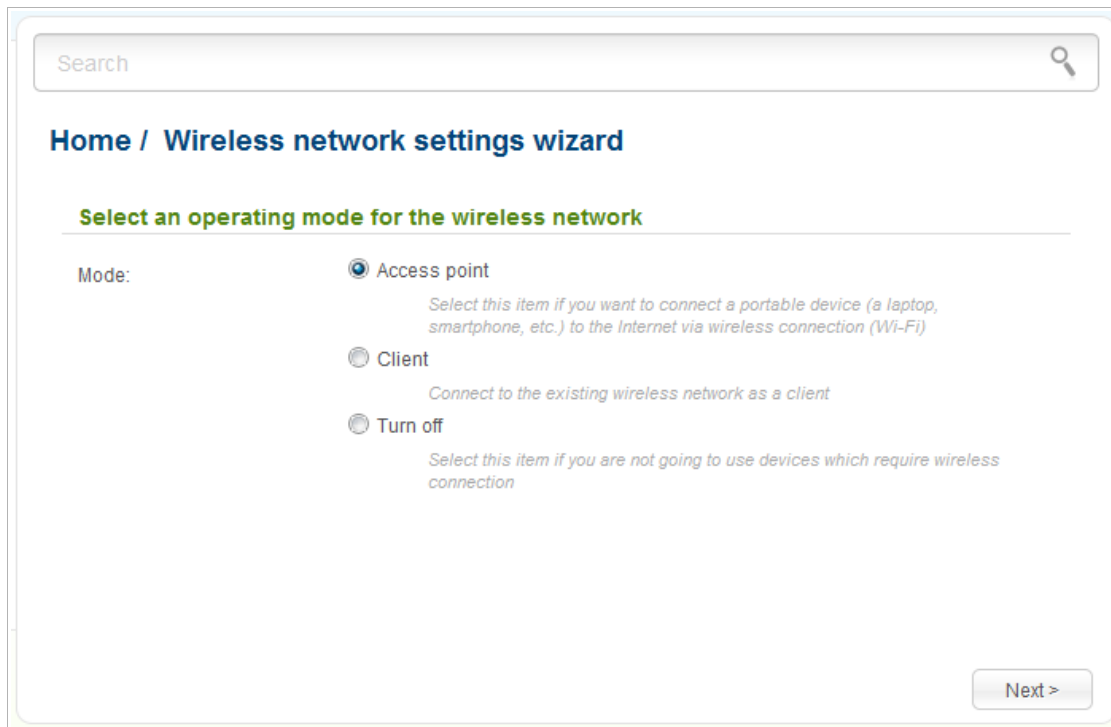 Search
Home / Wireless network settings wizard
Select an operating mode for the wireless network
Mode:
Access point
Select this item if you want to connect a portable device (a laptop,
smartphone, etc.) to the Internet via wireless connection (Wi-Fi)
Client
Connect to the existing wireless network as a client
Turn off
Select this item if you are not going to use devices which require wireless
connection
Next >